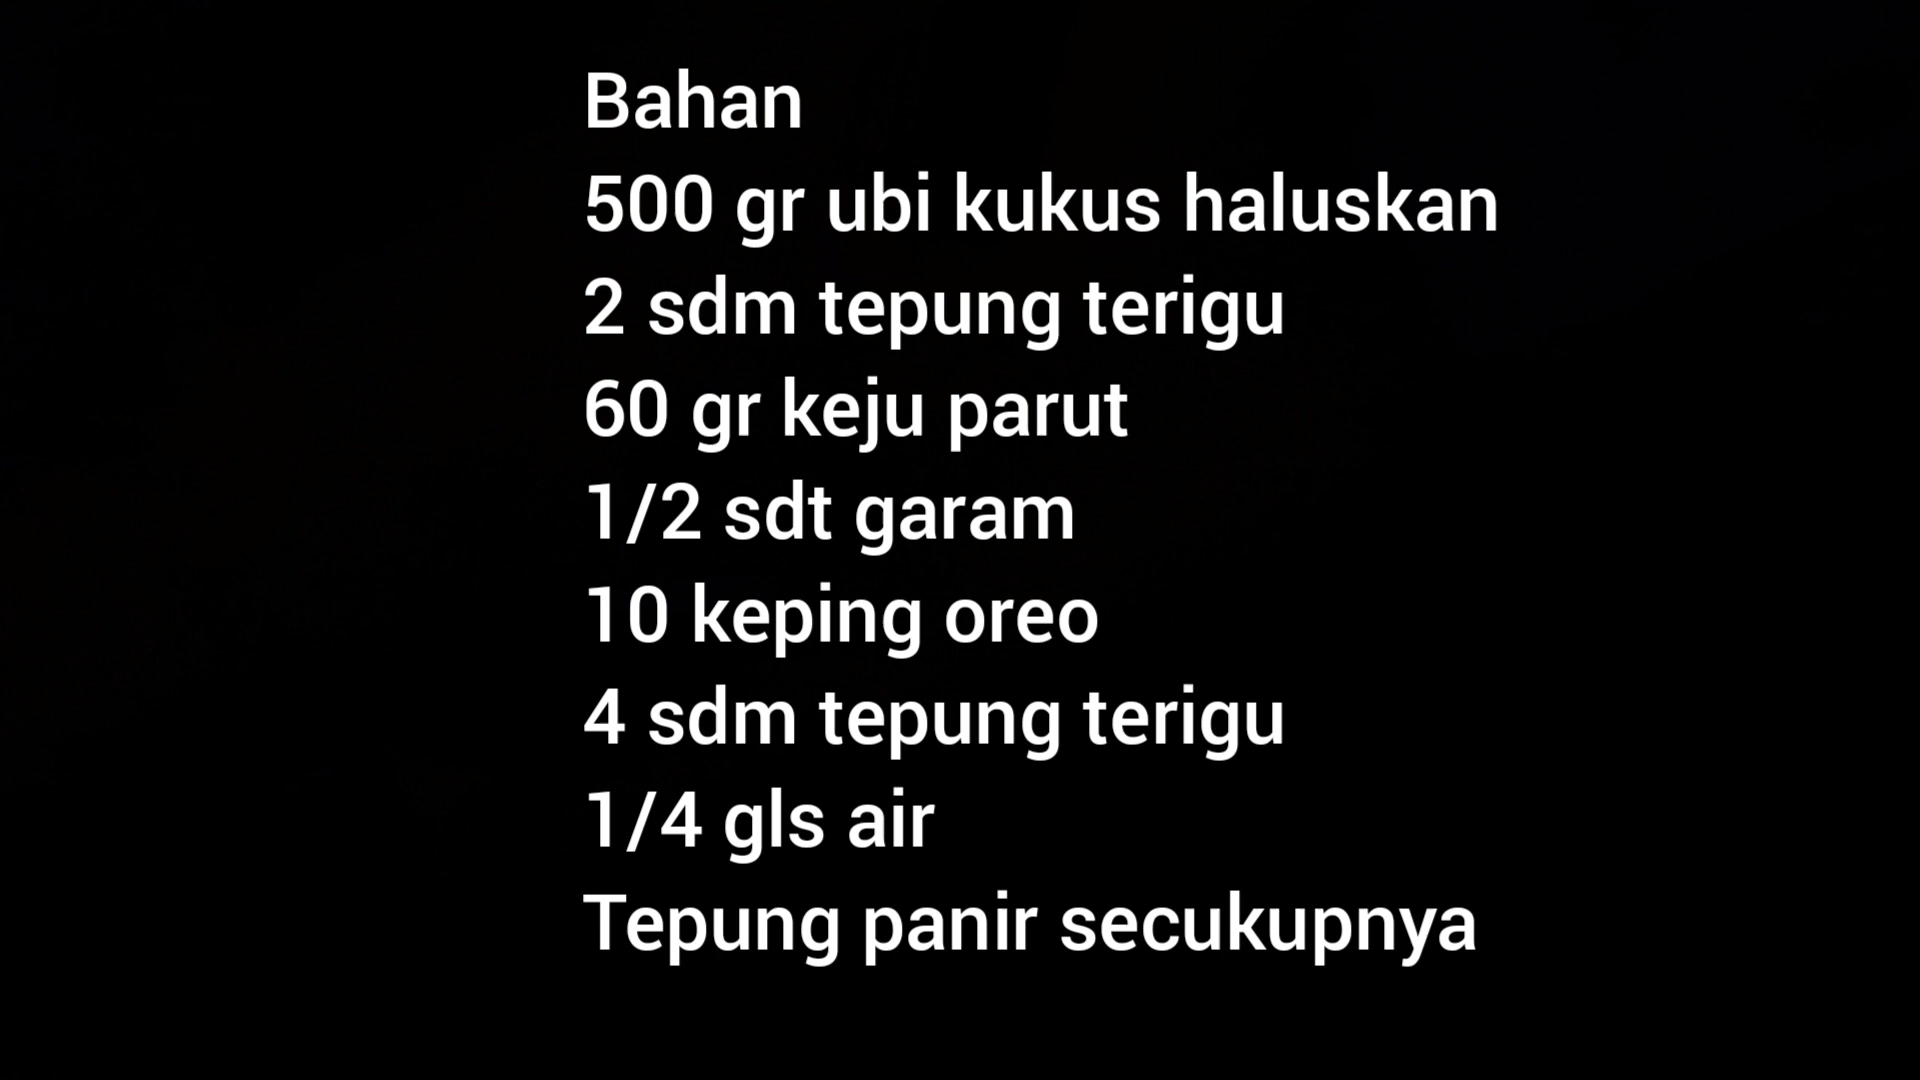 Bahan
500 gr ubi kukus haluskan
2 sdm tepung terigu
60 gr keju parut
1/2 sdt garam
10 keping oreo
4 sdm tepung terigu
1/4 gls air
Tepung panir secukupnya